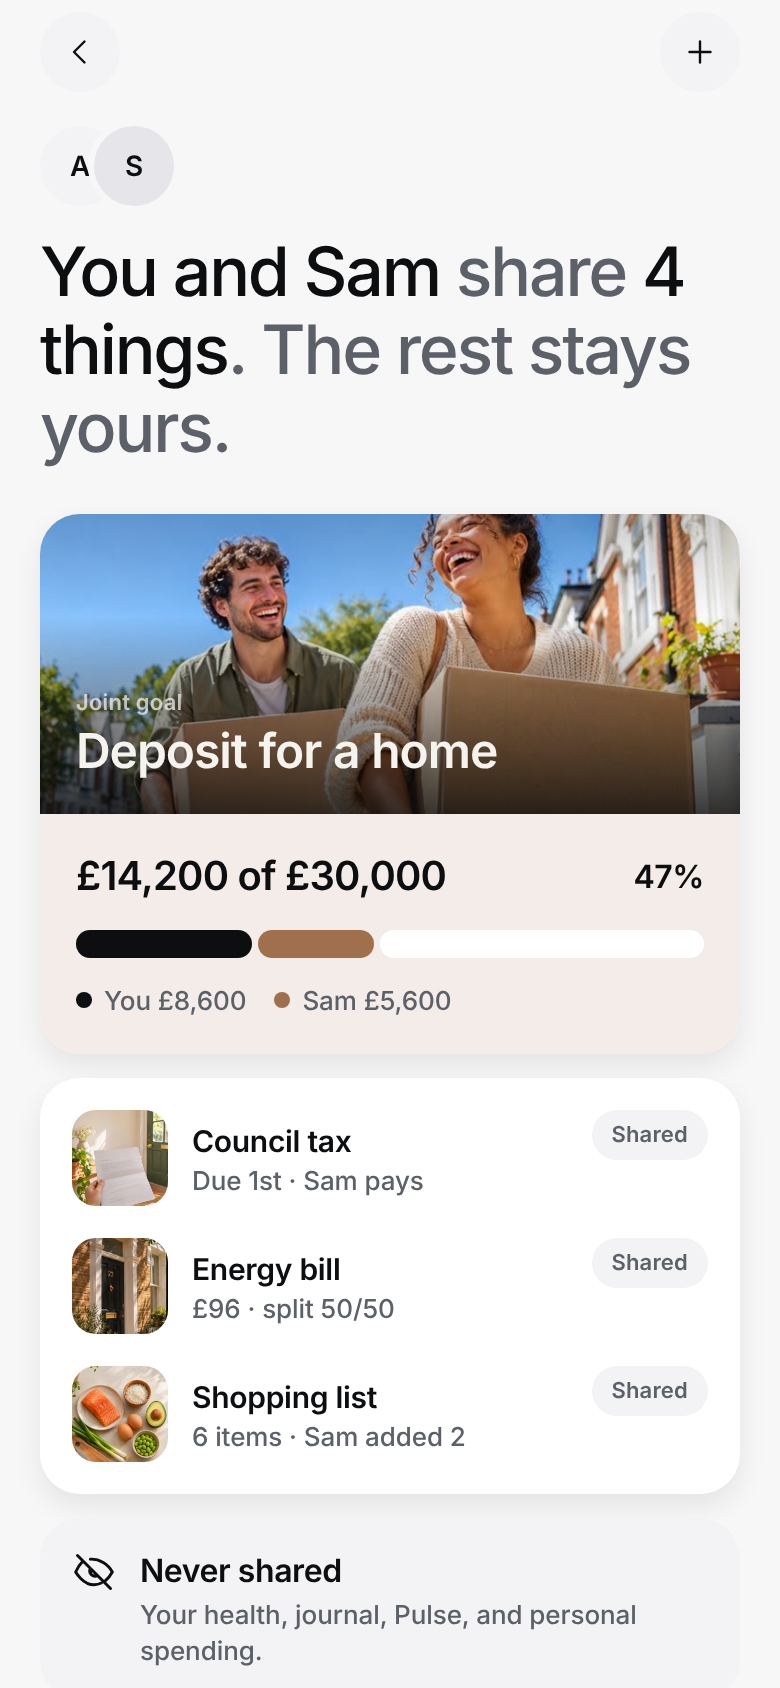 A S
You and Sam share 4
things. The rest stays
yours.
Joint goal
Deposit for a home
£14,200 of £30,000 47%
You £8,600 Sam £5,600
Council tax Shared
Due 1st · Sam pays
Energy bill Shared
£96 · split 50/50
Shopping list Shared
6 items · Sam added 2
Never shared
Your health, journal, Pulse, and personal
spending.